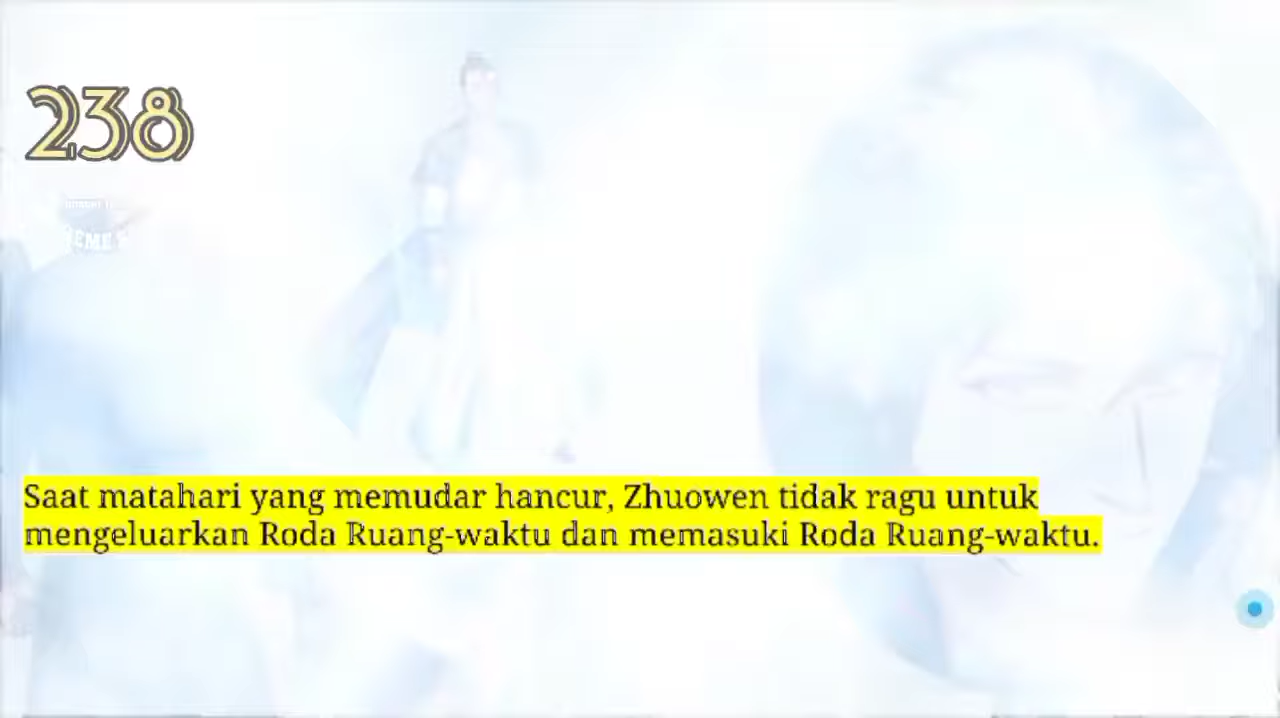 238
Saat matahari yang memudar hancur, Zhuowen tidak ragu untuk
mengeluarkan Roda Ruang-waktu dan memasuki Roda Ruang-waktu.